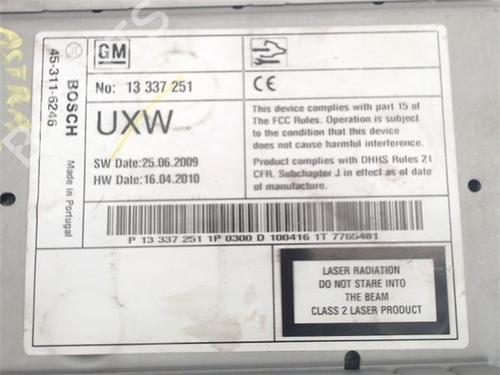 GM
No: 13 337 251
UXW
SW Date:25.06.2009
HW Date:16.04.2010
CE
This device complies with part 15 of
The FCC Rules. Operation is subject
to the condition that this device
does not cause harmful interference.
Product complies with DHHS Rules 21
CFR. Subchapter J in effect as of date
of manufacture.
P 13 337 251 1P 0300 D 100416 1T 7765481
LASER RADIATION
DO NOT STARE INTO
THE BEAM
CLASS 2 LASER PRODUCT
BOSCH
45-311-6246
Made in Portugal
ASTRA